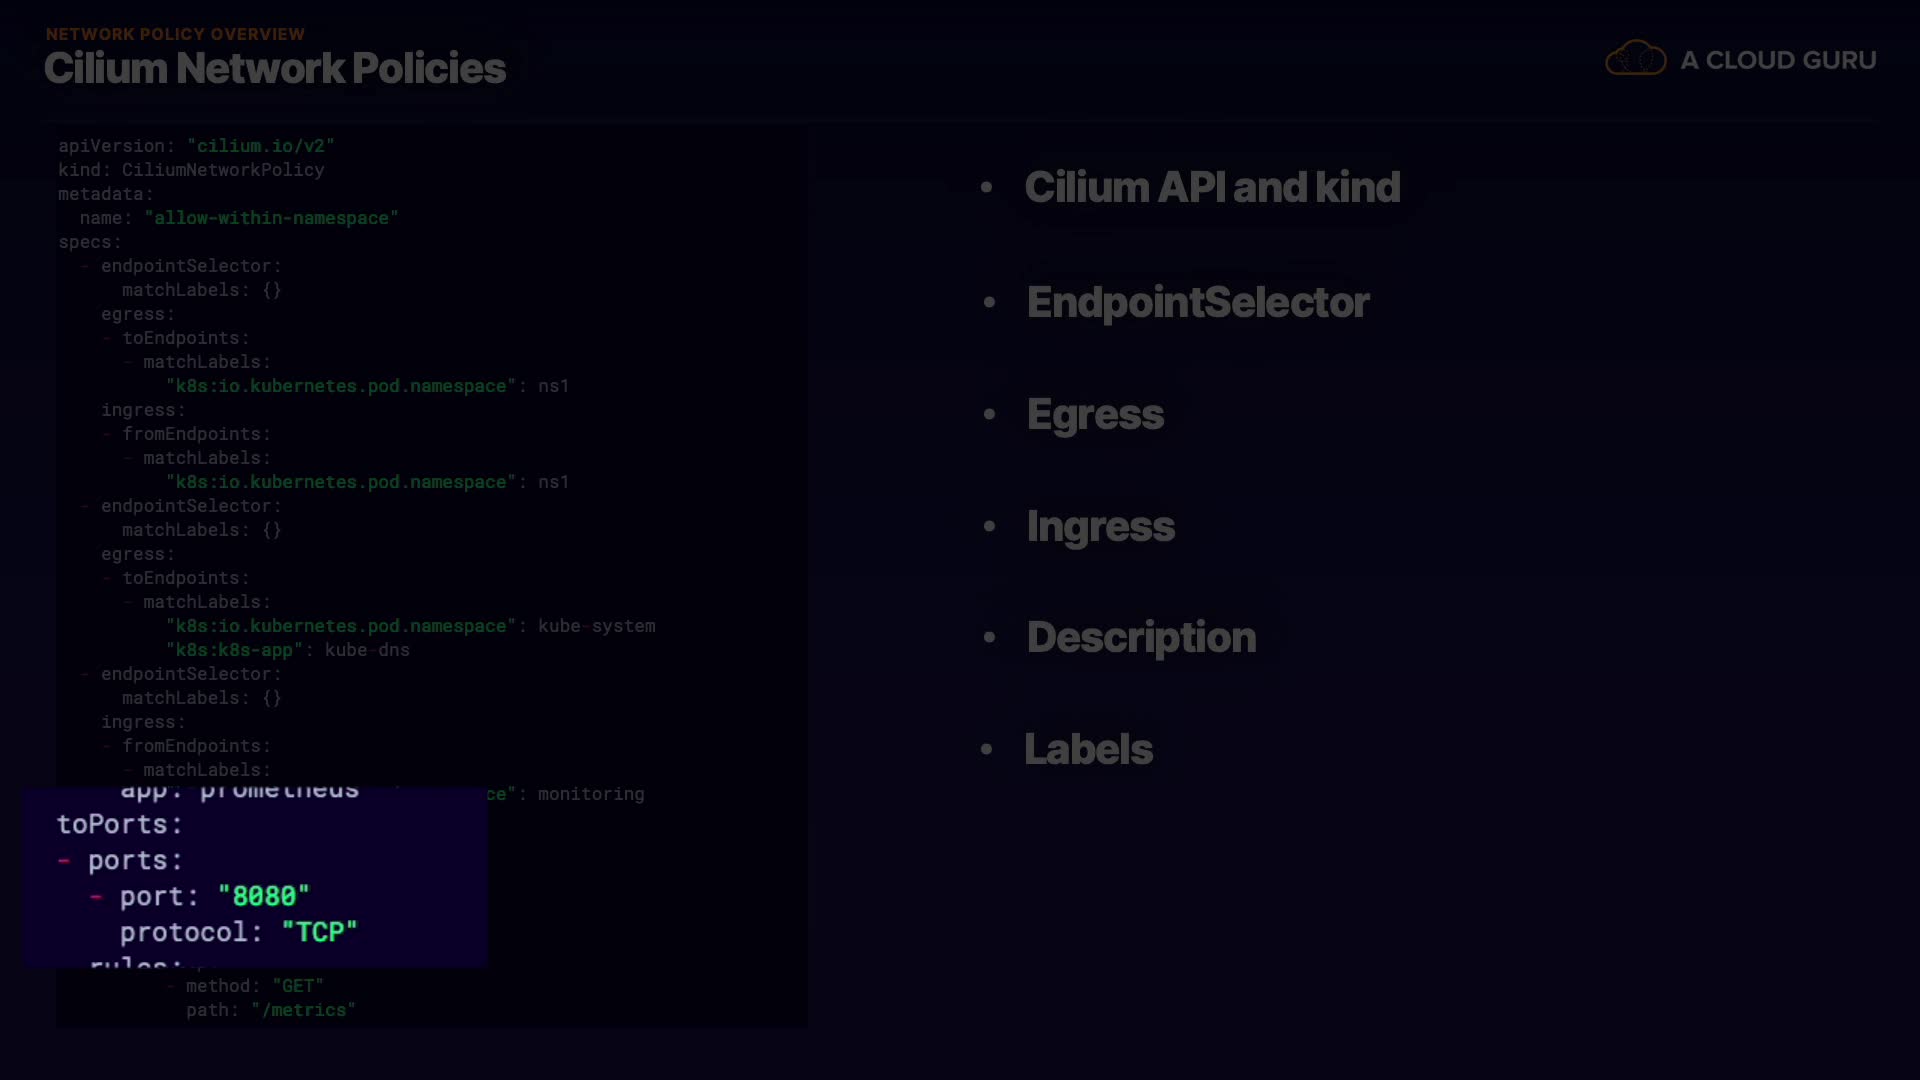 NETWORK POLICY OVERVIEW
Cilium Network Policies
A CLOUD GURU
apiVersion: "cilium.io/v2"
kind: CiliumNetworkPolicy
metadata:
  name: "allow-within-namespace"
specs:
  - endpointSelector:
      matchLabels: {}
    egress:
    - toEndpoints:
      - matchLabels:
          "k8s:io.kubernetes.pod.namespace": ns1
    ingress:
    - fromEndpoints:
      - matchLabels:
          "k8s:io.kubernetes.pod.namespace": ns1
  - endpointSelector:
      matchLabels: {}
    egress:
    - toEndpoints:
      - matchLabels:
          "k8s:io.kubernetes.pod.namespace": kube-system
          "k8s:k8s-app": kube-dns
  - endpointSelector:
      matchLabels: {}
    ingress:
    - fromEndpoints:
      - matchLabels:
ce": monitoring
app: prometheus
toPorts:
- ports:
  - port: "8080"
    protocol: "TCP"
  rules:
- method: "GET"
  path: "/metrics"
• Cilium API and kind
• EndpointSelector
• Egress
• Ingress
• Description
• Labels